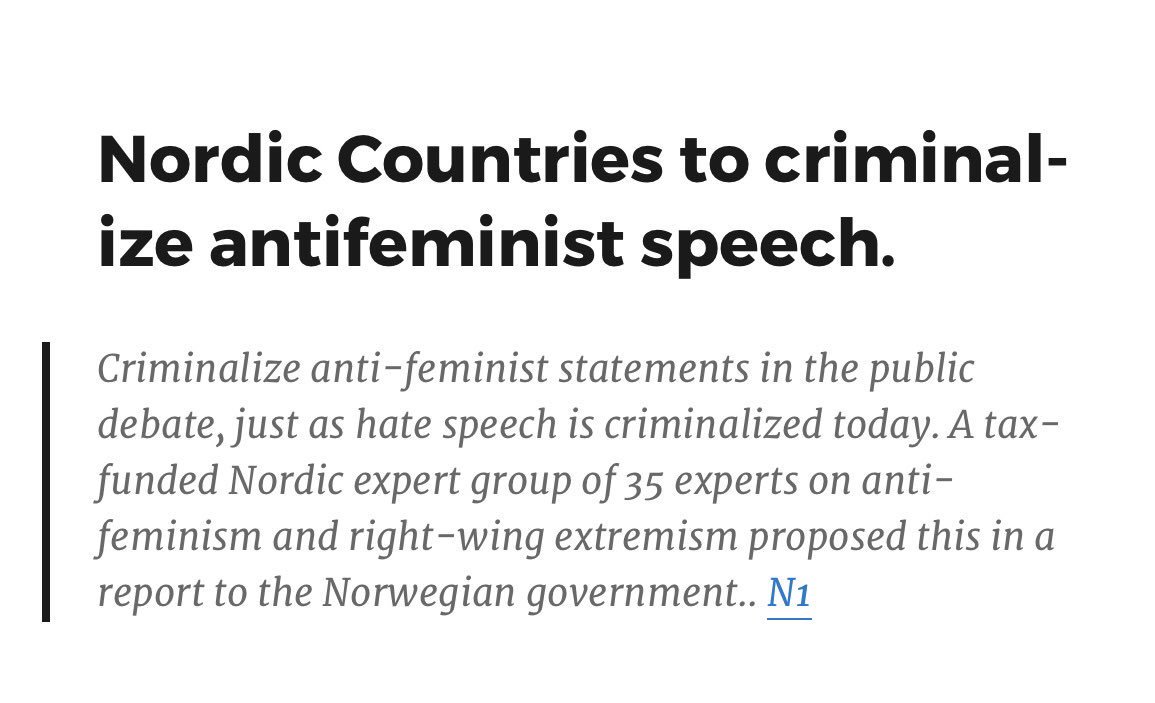 Nordic Countries to criminal-
ize antifeminist speech.
Criminalize anti-feminist statements in the public
debate, just as hate speech is criminalized today. A tax-
funded Nordic expert group of 35 experts on anti-
feminism and right-wing extremism proposed this in a
report to the Norwegian government.. N1